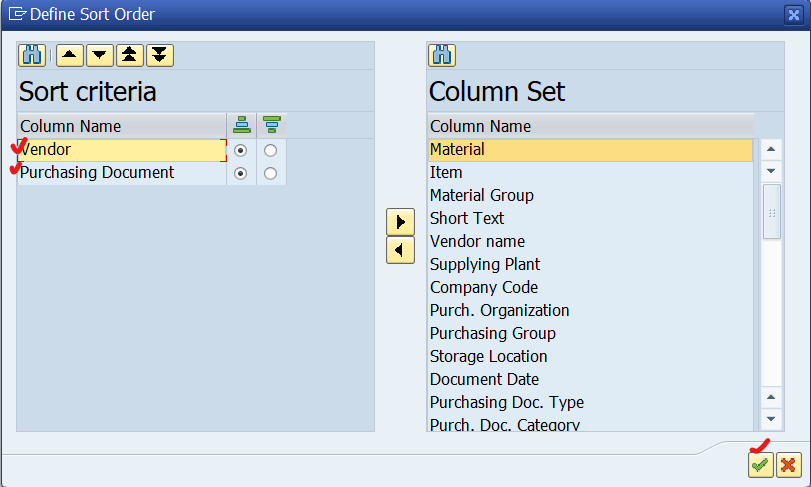 Define Sort Order
Sort criteria
Column Name
Vendor
Purchasing Document
Column Set
Column Name
Material
Item
Material Group
Short Text
Vendor name
Supplying Plant
Company Code
Purch. Organization
Purchasing Group
Storage Location
Document Date
Purchasing Doc. Type
Purch. Doc. Category